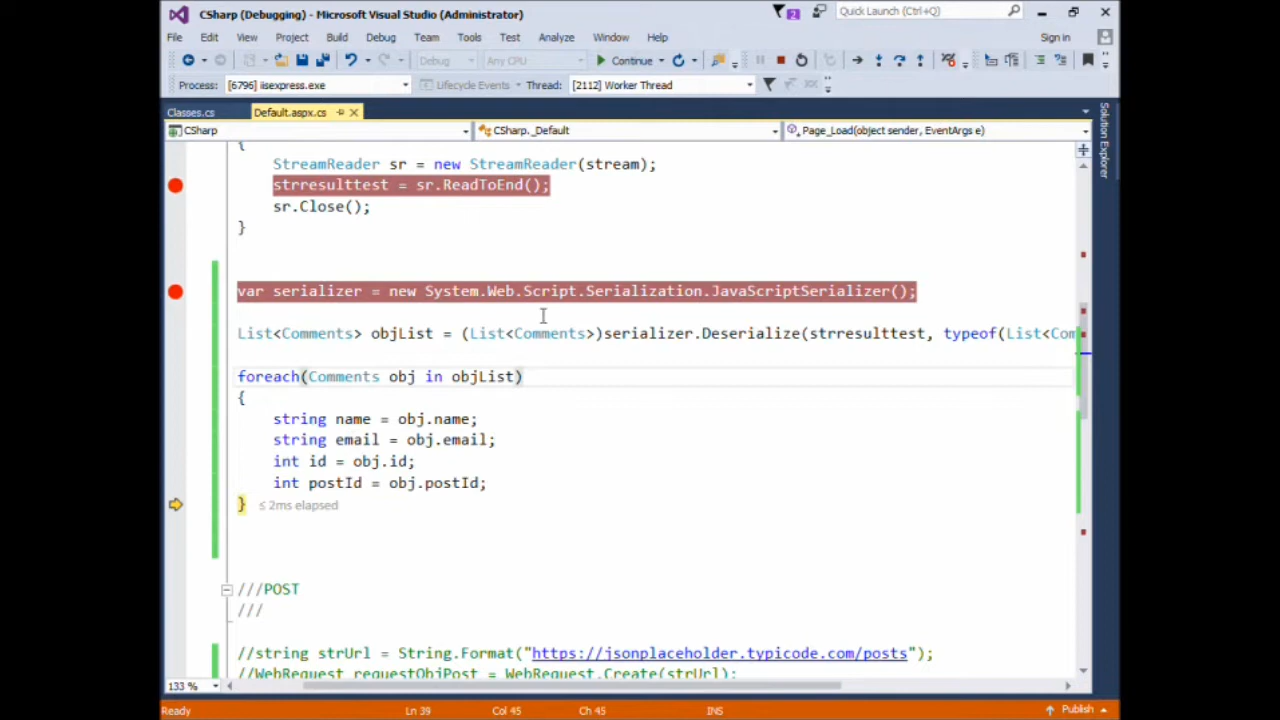 CSharp (Debugging) - Microsoft Visual Studio (Administrator)
2
Quick Launch (Ctrl+Q)
File Edit View Project Build Debug Team Tools Test Analyze Window Help
Sign in
Debug Any CPU Continue
Process: [6796] iisexpress.exe Lifecycle Events Thread: [2112] Worker Thread
Classes.cs Default.aspx.cs
CSharp CSharp._Default Page_Load(object sender, EventArgs e)
Solution Explorer
{
StreamReader sr = new StreamReader(stream);
strresulttest = sr.ReadToEnd();
sr.Close();
}
var serializer = new System.Web.Script.Serialization.JavaScriptSerializer();
List<Comments> objList = (List<Comments>)serializer.Deserialize(strresulttest, typeof(List<Com
foreach(Comments obj in objList)
{
string name = obj.name;
string email = obj.email;
int id = obj.id;
int postId = obj.postId;
} ≤ 2ms elapsed
///POST
///
//string strUrl = String.Format("https://jsonplaceholder.typicode.com/posts");
//WebRequest requestObjPost = WebRequest.Create(strUrl);
133 %
Ready Ln 39 Col 45 Ch 45 INS Publish